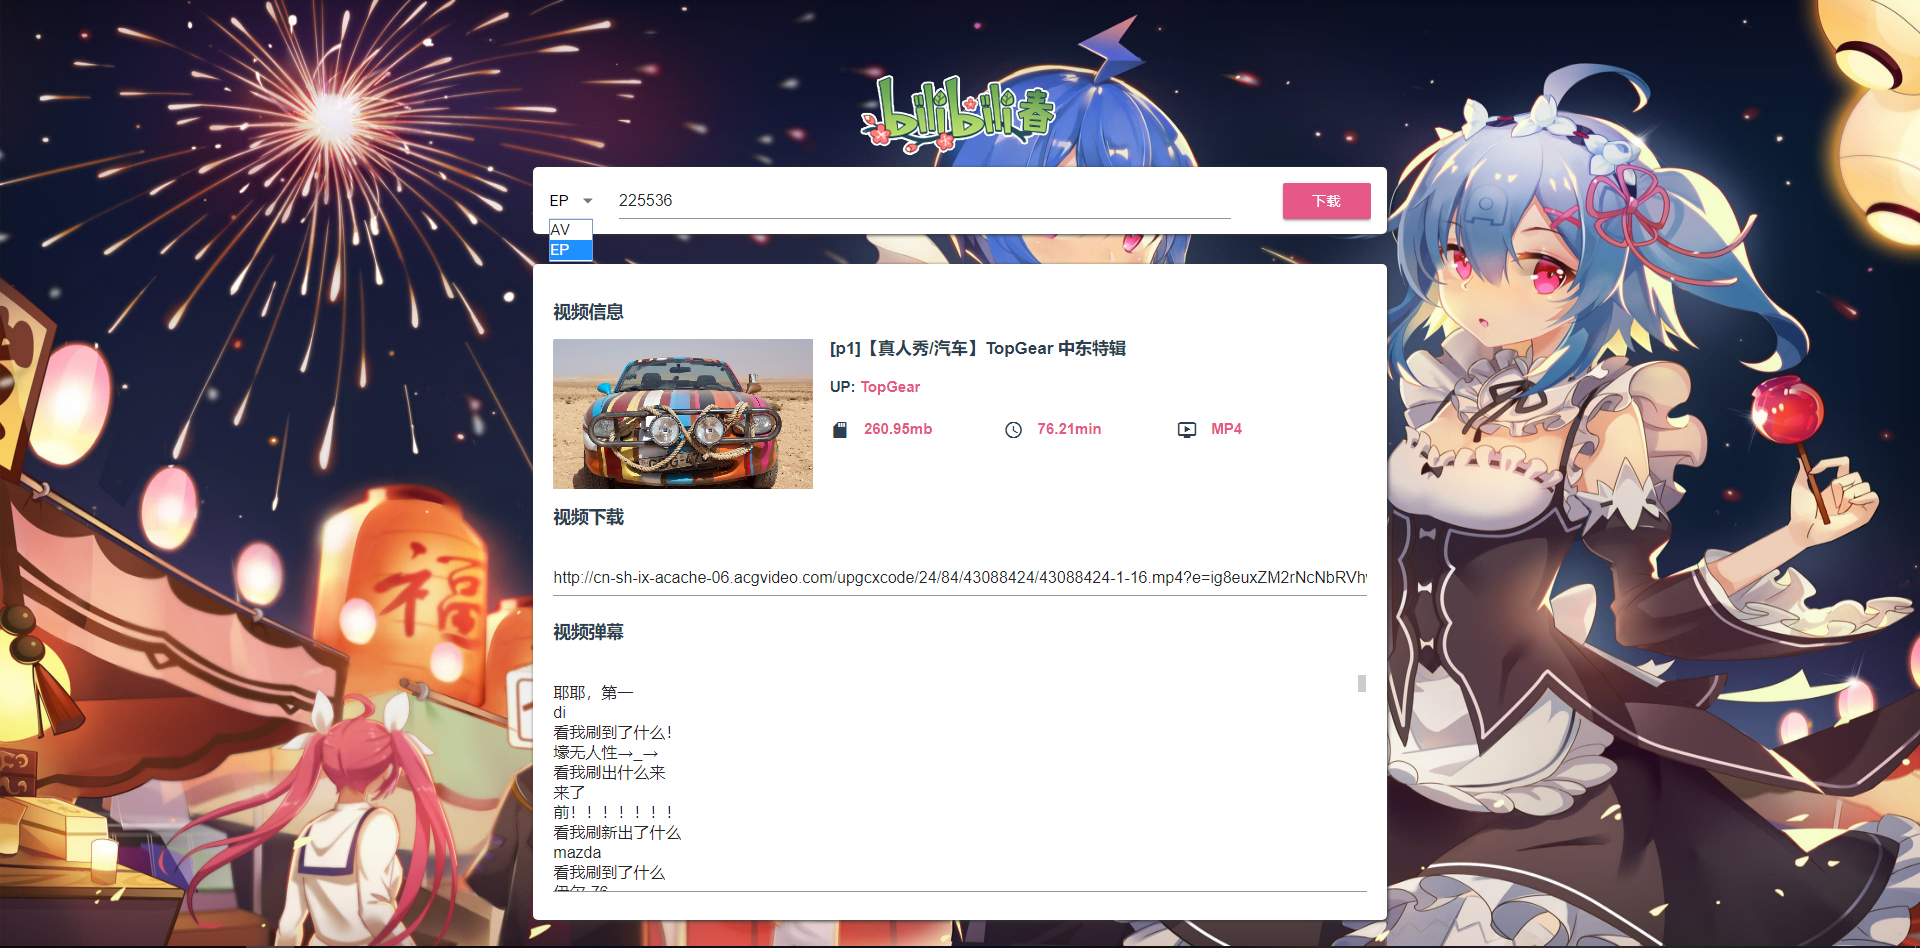 bilibili春
EP
225536
下载
AV
EP
视频信息
[p1]【真人秀/汽车】TopGear 中东特辑
UP: TopGear
260.95mb
76.21min
MP4
视频下载
http://cn-sh-ix-acache-06.acgvideo.com/upgcxcode/24/84/43088424/43088424-1-16.mp4?e=ig8euxZM2rNcNbRVh
视频弹幕
耶耶，第一
di
看我刷到了什么！
壕无人性→_→
看我刷出什么来
来了
前！！！！！！！
看我刷新出了什么
mazda
看我刷到了什么
福